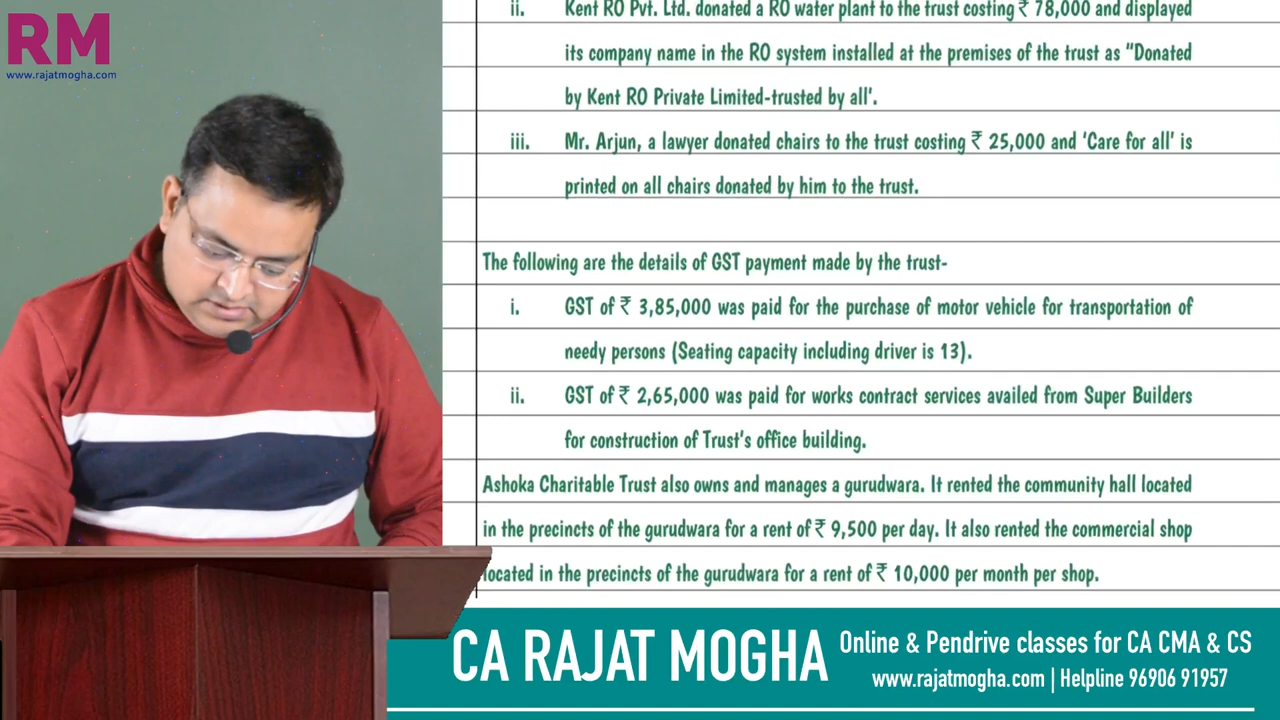 RM
www.rajatmogha.com
ii. Kent RO Pvt. Ltd. donated a RO water plant to the trust costing ₹ 78,000 and displayed
its company name in the RO system installed at the premises of the trust as "Donated
by Kent RO Private Limited-trusted by all'.
iii. Mr. Arjun, a lawyer donated chairs to the trust costing ₹ 25,000 and 'Care for all' is
printed on all chairs donated by him to the trust.
The following are the details of GST payment made by the trust-
i. GST of ₹ 3,85,000 was paid for the purchase of motor vehicle for transportation of
needy persons (Seating capacity including driver is 13).
ii. GST of ₹ 2,65,000 was paid for works contract services availed from Super Builders
for construction of Trust's office building.
Ashoka Charitable Trust also owns and manages a gurudwara. It rented the community hall located
in the precincts of the gurudwara for a rent of ₹ 9,500 per day. It also rented the commercial shop
located in the precincts of the gurudwara for a rent of ₹ 10,000 per month per shop.
CA RAJAT MOGHA
Online & Pendrive classes for CA CMA & CS
www.rajatmogha.com | Helpline 96906 91957